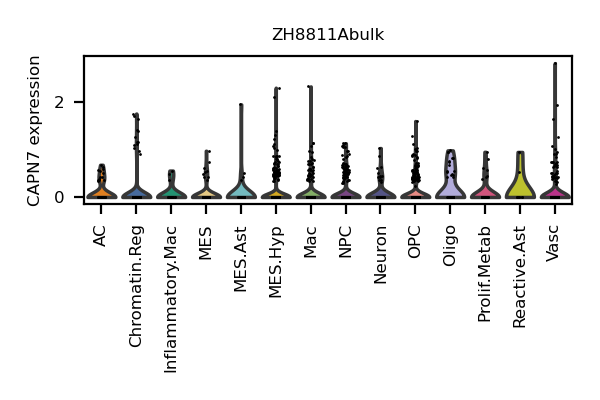 ZH8811Abulk
CAPN7 expression
2
0
AC
Chromatin.Reg
Inflammatory.Mac
MES
MES.Ast
MES.Hyp
Mac
NPC
Neuron
OPC
Oligo
Prolif.Metab
Reactive.Ast
Vasc